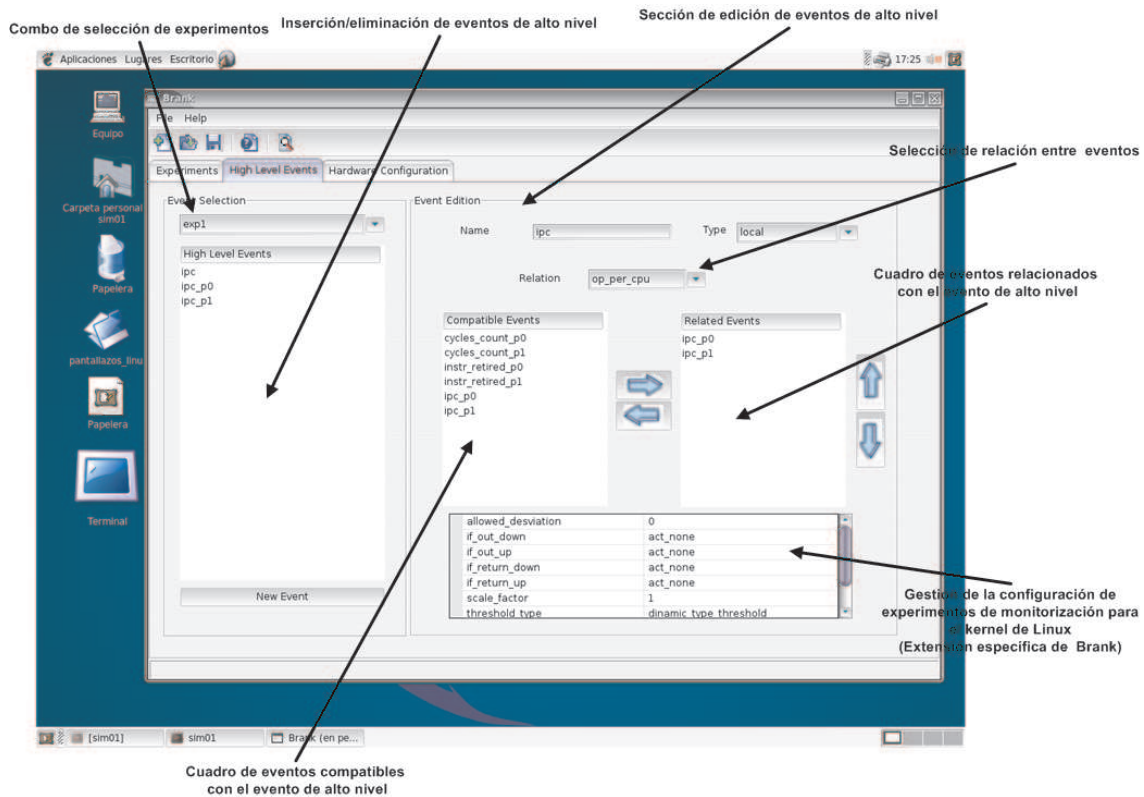 Combo de selección de experimentos
Inserción/eliminación de eventos de alto nivel
Sección de edición de eventos de alto nivel
Aplicaciones Lugares Escritorio
17:25
Equipo
Carpeta personal
sim01
Papelera
pantallazos_linu
Papelera
Terminal
Brank
File Help
Experiments High Level Events Hardware Configuration
Event Selection
exp1
High Level Events
ipc
ipc_p0
ipc_p1
New Event
Event Edition
Name ipc Type local
Relation op_per_cpu
Compatible Events
cycles_count_p0
cycles_count_p1
instr_retired_p0
instr_retired_p1
ipc_p0
ipc_p1
Related Events
ipc_p0
ipc_p1
allowed_desviation 0
if_out_down act_none
if_out_up act_none
if_return_down act_none
if_return_up act_none
scale_factor 1
threshold_type dinamic_type_threshold
Selección de relación entre eventos
Cuadro de eventos relacionados
con el evento de alto nivel
Gestión de la configuración de
experimentos de monitorización para
el kernel de Linux
(Extensión específica de Brank)
[sim01] sim01 Brank (en pe...
Cuadro de eventos compatibles
con el evento de alto nivel